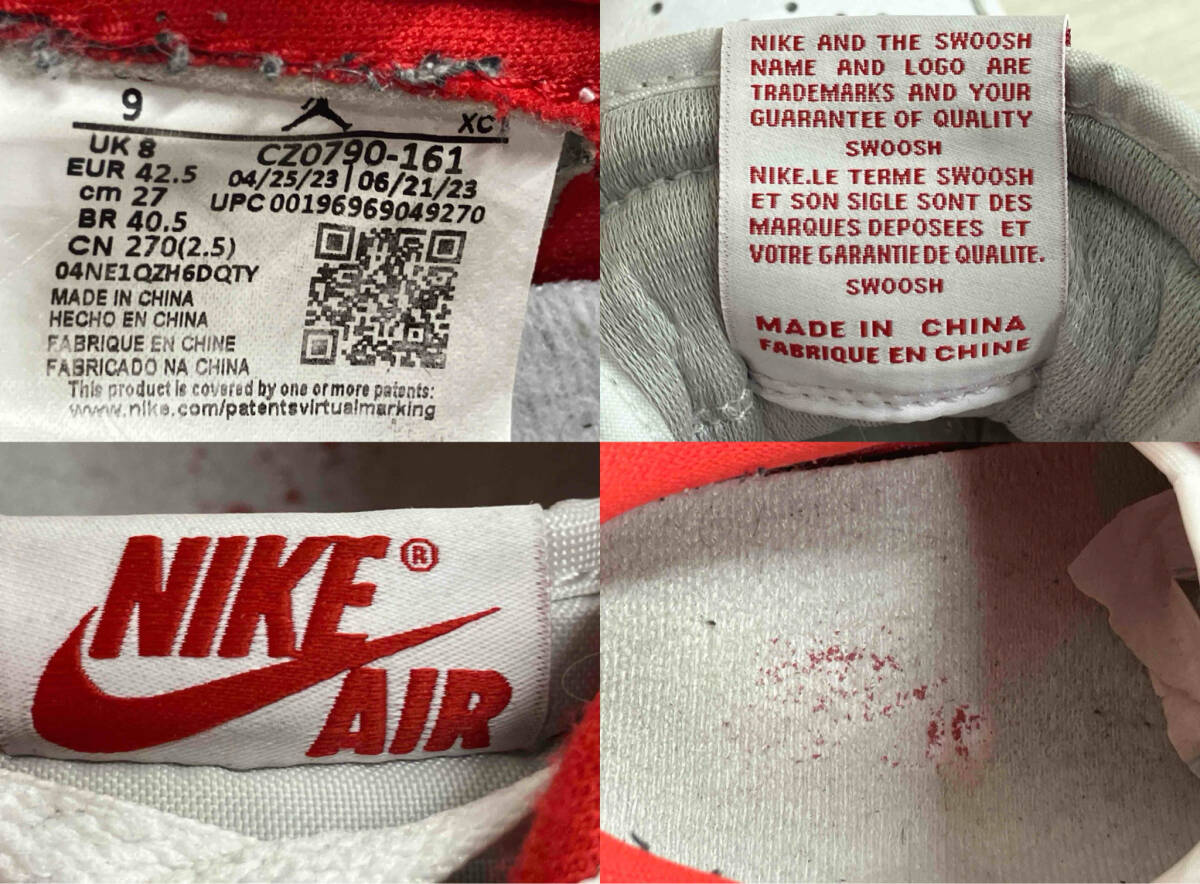 9
XC
UK 8
CZ0790-161
EUR 42.5
04/25/23 | 06/21/23
cm 27
UPC 00196969049270
BR 40.5
CN 270(2.5)
04NE1QZH6DQTY
MADE IN CHINA
HECHO EN CHINA
FABRIQUE EN CHINE
FABRICADO NA CHINA
This product is covered by one or more patents:
www.nike.com/patentsvirtualmarking
NIKE AND THE SWOOSH
NAME AND LOGO ARE
TRADEMARKS AND YOUR
GUARANTEE OF QUALITY
SWOOSH
NIKE.LE TERME SWOOSH
ET SON SIGLE SONT DES
MARQUES DEPOSEES ET
VOTRE GARANTIE DE QUALITE.
SWOOSH
MADE IN CHINA
FABRIQUE EN CHINE
NIKE®
AIR